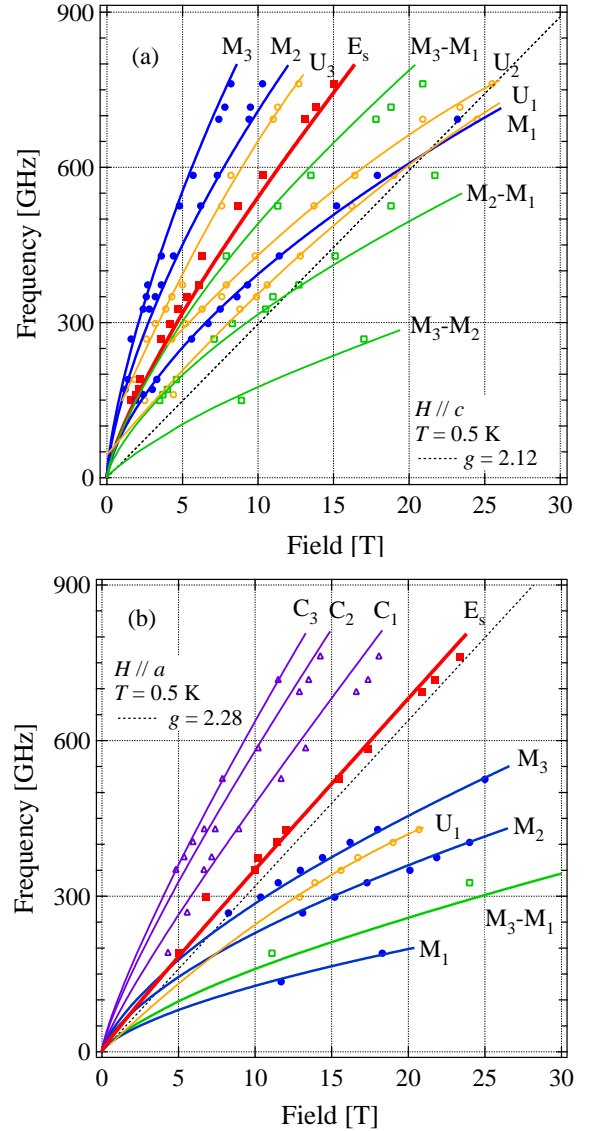 (a)
M3
M2
U3
Es
M3-M1
U2
U1
M1
M2-M1
M3-M2
900
600
300
0
Frequency [GHz]
H // c
T = 0.5 K
g = 2.12
0 5 10 15 20 25 30
Field [T]
(b)
C3 C2 C1
Es
H // a
T = 0.5 K
g = 2.28
M3
U1
M2
M3-M1
M1
900
600
300
0
Frequency [GHz]
0 5 10 15 20 25 30
Field [T]